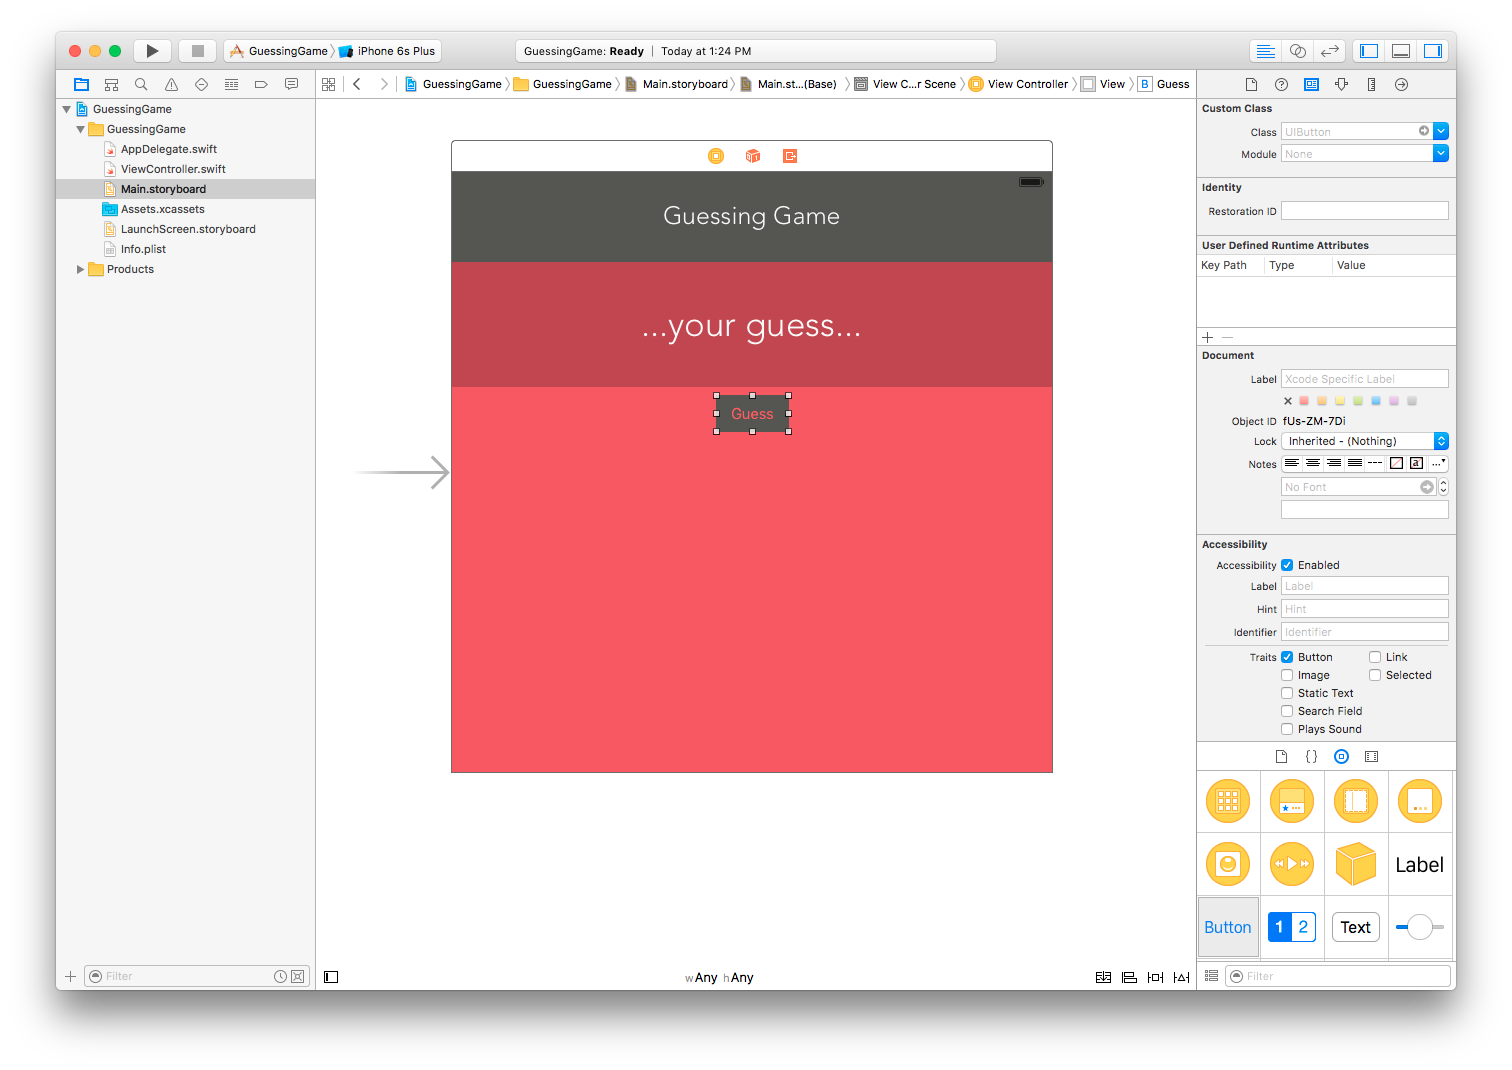 GuessingGame iPhone 6s Plus
GuessingGame: Ready | Today at 1:24 PM
GuessingGame GuessingGame Main.storyboard Main.st...(Base) View C...r Scene View Controller View B Guess
GuessingGame
GuessingGame
AppDelegate.swift
ViewController.swift
Main.storyboard
Assets.xcassets
LaunchScreen.storyboard
Info.plist
Products
Filter
Guessing Game
...your guess...
Guess
wAny hAny
Custom Class
Class UIButton
Module None
Identity
Restoration ID
User Defined Runtime Attributes
Key Path Type Value
Document
Label Xcode Specific Label
Object ID fUs-ZM-7Di
Lock Inherited - (Nothing)
Notes
No Font
Accessibility
Accessibility Enabled
Label Label
Hint Hint
Identifier Identifier
Traits Button Link
Image Selected
Static Text
Search Field
Plays Sound
{ }
Label
Button 1 2 Text
Filter